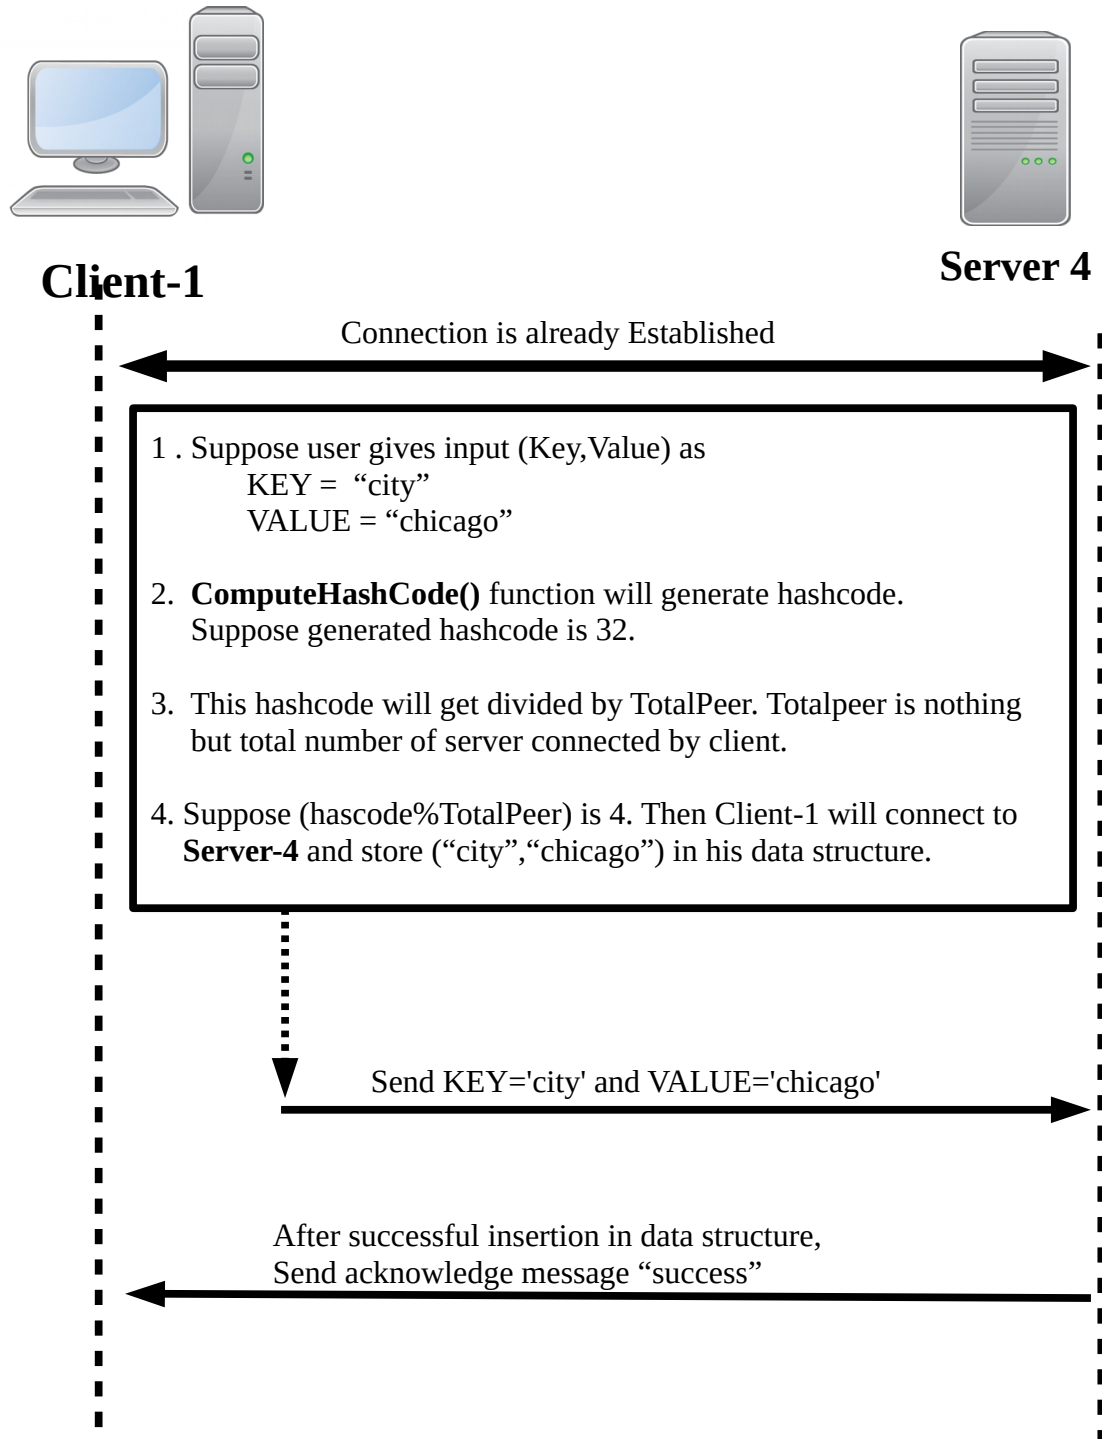 Client-1
Server 4
Connection is already Established
1 . Suppose user gives input (Key,Value) as
KEY = “city”
VALUE = “chicago”
2. ComputeHashCode() function will generate hashcode.
Suppose generated hashcode is 32.
3. This hashcode will get divided by TotalPeer. Totalpeer is nothing
but total number of server connected by client.
4. Suppose (hascode%TotalPeer) is 4. Then Client-1 will connect to
Server-4 and store (“city”,“chicago”) in his data structure.
Send KEY='city' and VALUE='chicago'
After successful insertion in data structure,
Send acknowledge message “success”